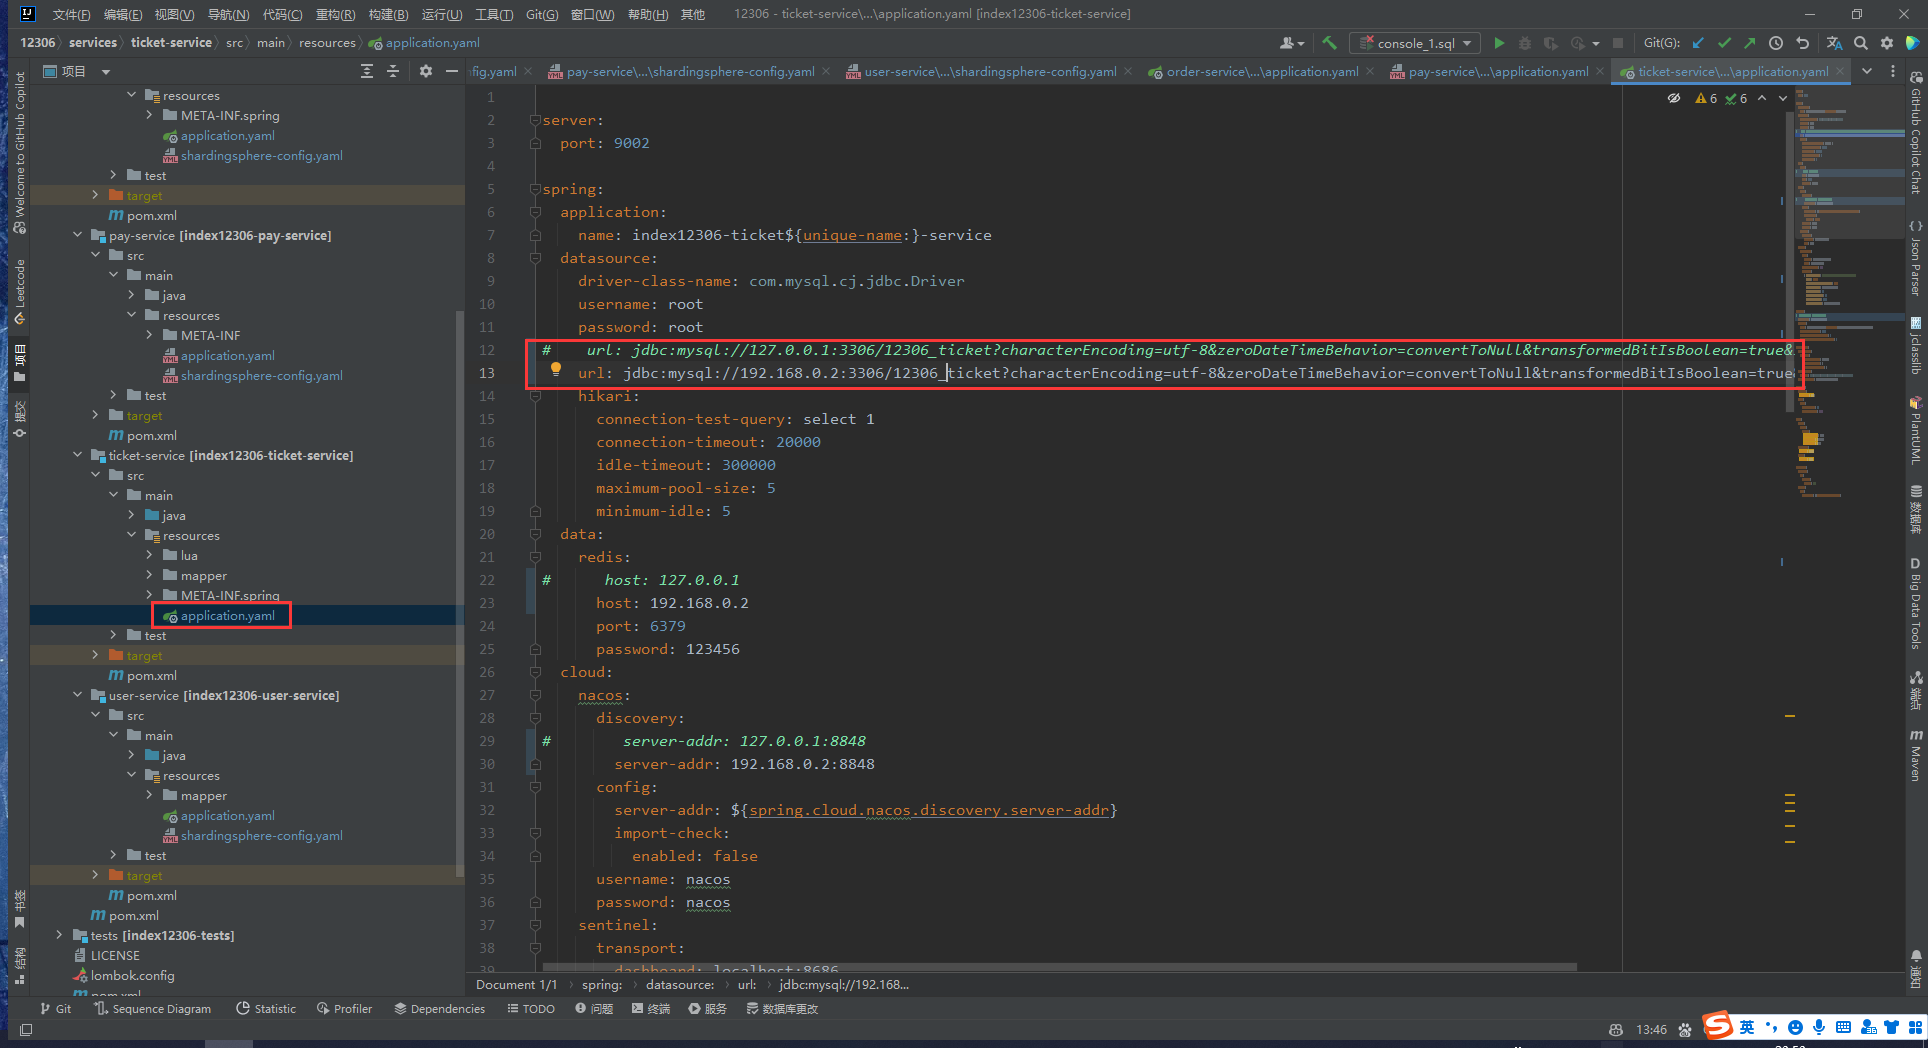 文件(F) 编辑(E) 视图(V) 导航(N) 代码(C) 重构(R) 构建(B) 运行(U) 工具(T) Git(G) 窗口(W) 帮助(H) 其他 12306 - ticket-service\...\application.yaml [index12306-ticket-service]
12306 services ticket-service src main resources application.yaml console_1.sql Git(G):
项目 fig.yaml pay-service\...\shardingsphere-config.yaml user-service\...\shardingsphere-config.yaml order-service\...\application.yaml pay-service\...\application.yaml ticket-service\...\application.yaml
Welcome to GitHub Copilot
Leetcode
项目
提交
书签
结构
resources
META-INF.spring
application.yaml
shardingsphere-config.yaml
test
target
pom.xml
pay-service [index12306-pay-service]
src
main
java
resources
META-INF
application.yaml
shardingsphere-config.yaml
test
target
pom.xml
ticket-service [index12306-ticket-service]
src
main
java
resources
lua
mapper
META-INF.spring
application.yaml
test
target
pom.xml
user-service [index12306-user-service]
src
main
java
resources
mapper
application.yaml
shardingsphere-config.yaml
test
target
pom.xml
pom.xml
tests [index12306-tests]
LICENSE
lombok.config
pom.xml
6 6
1
2 server:
3 port: 9002
4
5 spring:
6 application:
7 name: index12306-ticket${unique-name:}-service
8 datasource:
9 driver-class-name: com.mysql.cj.jdbc.Driver
10 username: root
11 password: root
12 # url: jdbc:mysql://127.0.0.1:3306/12306_ticket?characterEncoding=utf-8&zeroDateTimeBehavior=convertToNull&transformedBitIsBoolean=true&
13 url: jdbc:mysql://192.168.0.2:3306/12306_ticket?characterEncoding=utf-8&zeroDateTimeBehavior=convertToNull&transformedBitIsBoolean=true
14 hikari:
15 connection-test-query: select 1
16 connection-timeout: 20000
17 idle-timeout: 300000
18 maximum-pool-size: 5
19 minimum-idle: 5
20 data:
21 redis:
22 # host: 127.0.0.1
23 host: 192.168.0.2
24 port: 6379
25 password: 123456
26 cloud:
27 nacos:
28 discovery:
29 # server-addr: 127.0.0.1:8848
30 server-addr: 192.168.0.2:8848
31 config:
32 server-addr: ${spring.cloud.nacos.discovery.server-addr}
33 import-check:
34 enabled: false
35 username: nacos
36 password: nacos
37 sentinel:
38 transport:
39 dashboard: localhost:8686
GitHub Copilot Chat
Json Parser
jclasslib
PlantUML
数据库
D Big Data Tools
端点
Maven
通知
Document 1/1 spring: datasource: url: jdbc:mysql://192.168...
Git Sequence Diagram Statistic Profiler Dependencies TODO 问题 终端 服务 数据库更改
13:46 英